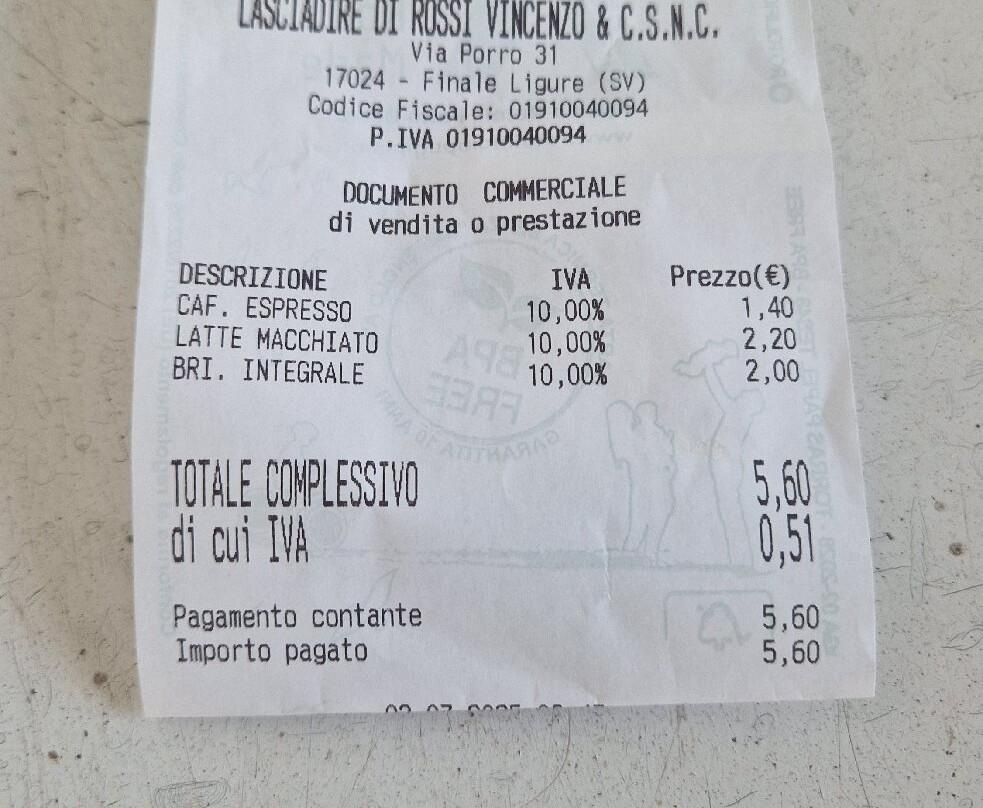 LASCIADIRE DI ROSSI VINCENZO & C.S.N.C.
Via Porro 31
17024 - Finale Ligure (SV)
Codice Fiscale: 01910040094
P.IVA 01910040094
DOCUMENTO COMMERCIALE
di vendita o prestazione
DESCRIZIONE IVA Prezzo(€)
CAF. ESPRESSO 10,00% 1,40
LATTE MACCHIATO 10,00% 2,20
BRI. INTEGRALE 10,00% 2,00
TOTALE COMPLESSIVO 5,60
di cui IVA 0,51
Pagamento contante 5,60
Importo pagato 5,60
BPA
FREE